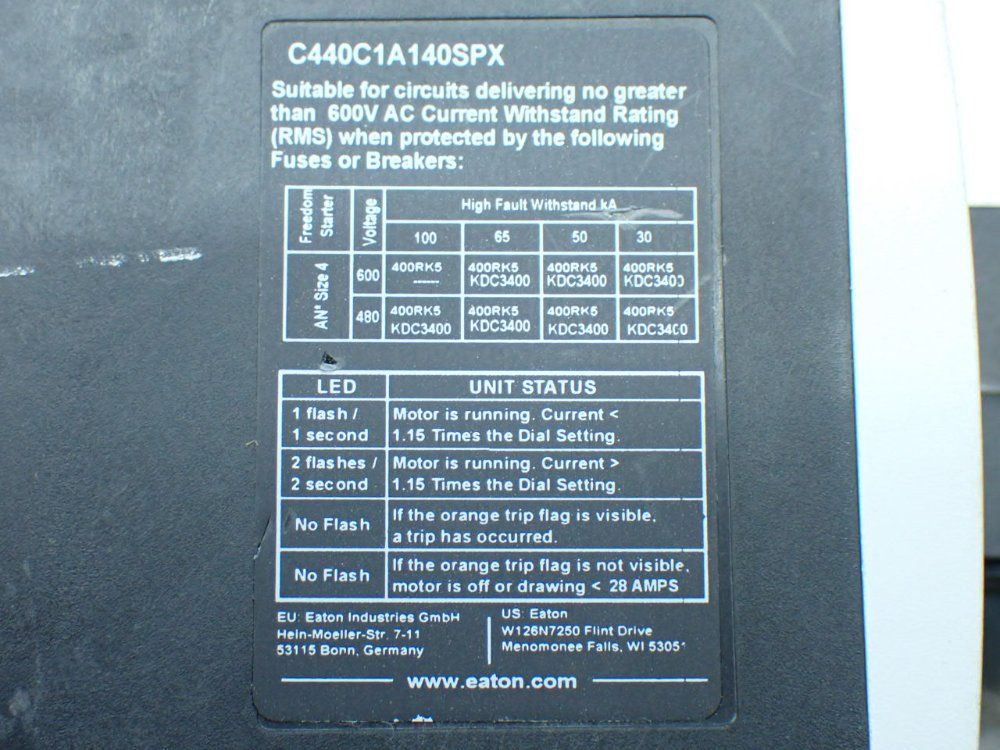 C440C1A140SPX
Suitable for circuits delivering no greater
than 600V AC Current Withstand Rating
(RMS) when protected by the following
Fuses or Breakers:
Freedom Starter Voltage High Fault Withstand kA
100 65 50 30
AN* Size 4
600 400RK5 400RK5 400RK5 400RK5
------ KDC3400 KDC3400 KDC3400
480 400RK5 400RK5 400RK5 400RK5
KDC3400 KDC3400 KDC3400 KDC3400
LED UNIT STATUS
1 flash / Motor is running. Current <
1 second 1.15 Times the Dial Setting.
2 flashes / Motor is running. Current >
2 second 1.15 Times the Dial Setting.
No Flash If the orange trip flag is visible,
a trip has occurred.
No Flash If the orange trip flag is not visible,
motor is off or drawing < 28 AMPS
EU: Eaton Industries GmbH
Hein-Moeller-Str. 7-11
53115 Bonn, Germany
US: Eaton
W126N7250 Flint Drive
Menomonee Falls, WI
www.eaton.com